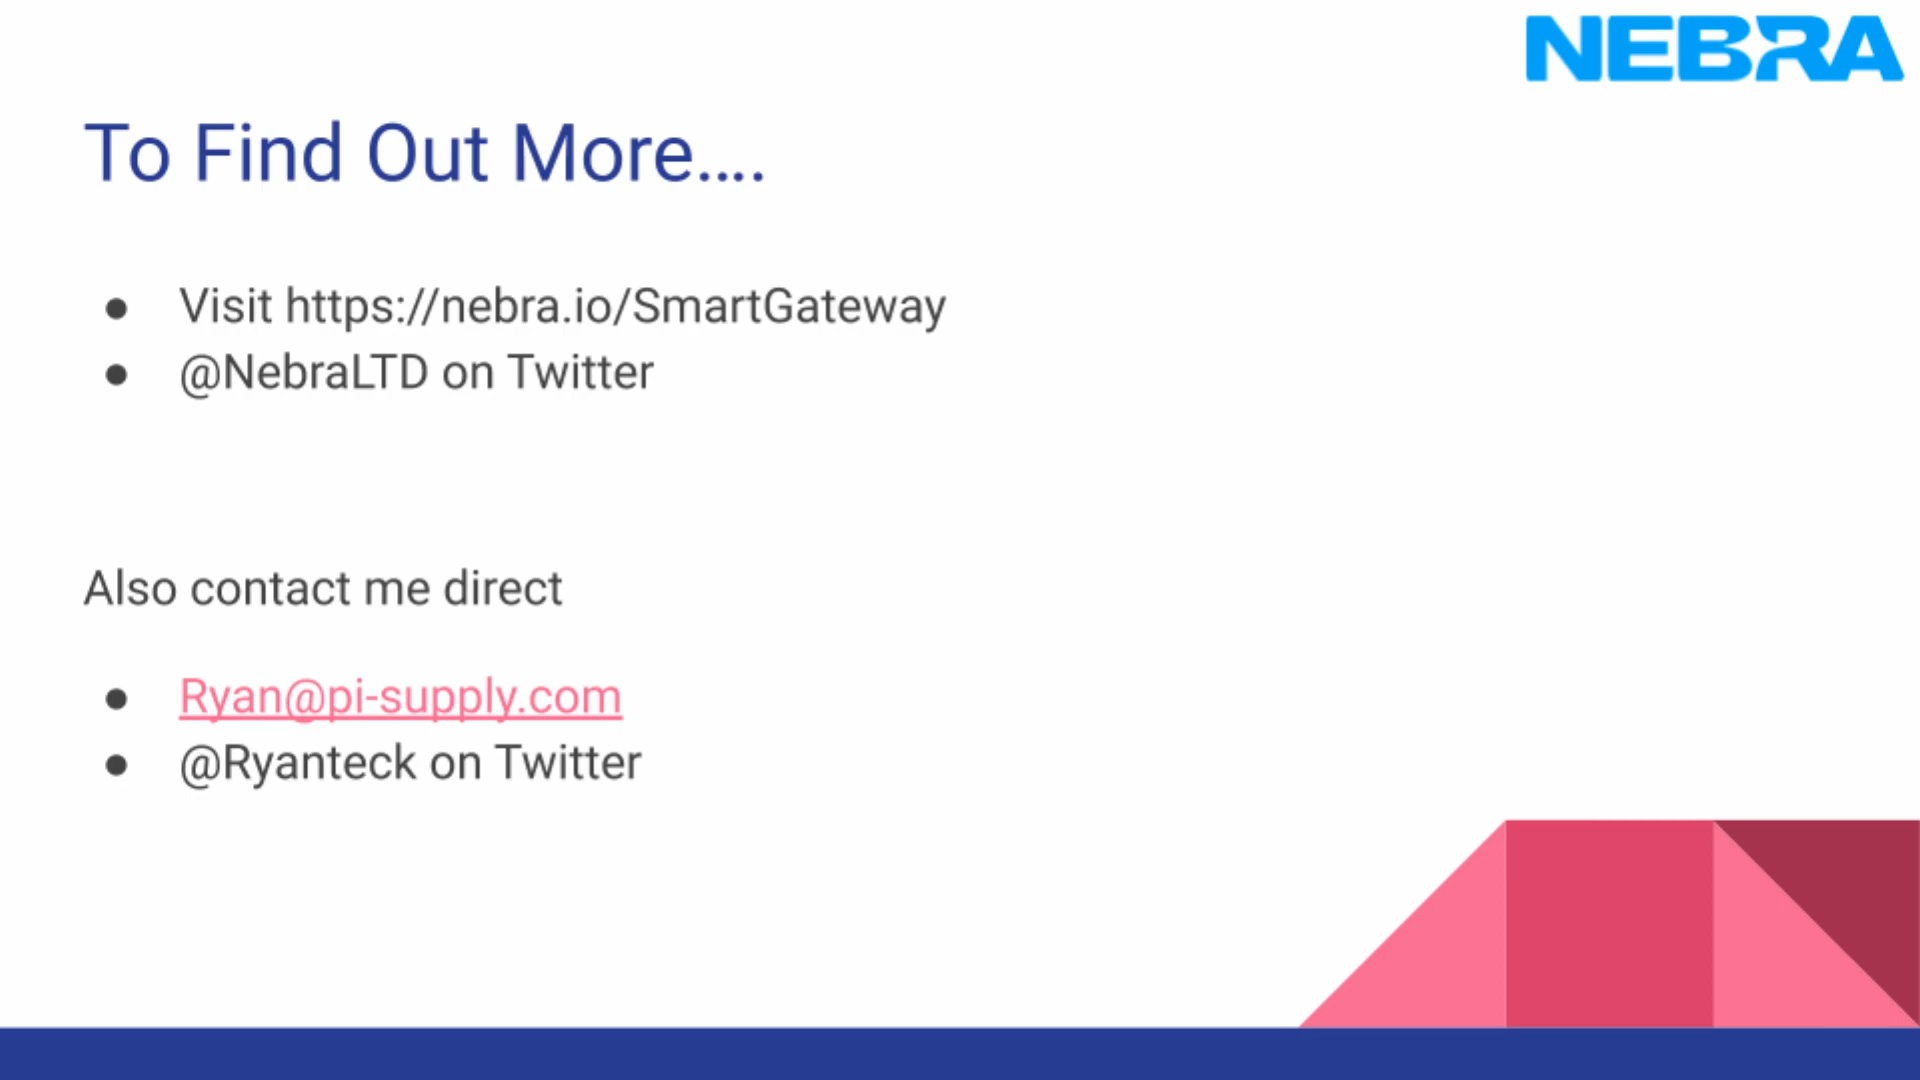 NEBRA
To Find Out More....
● Visit https://nebra.io/SmartGateway
● @NebraLTD on Twitter
Also contact me direct
● Ryan@pi-supply.com
● @Ryanteck on Twitter